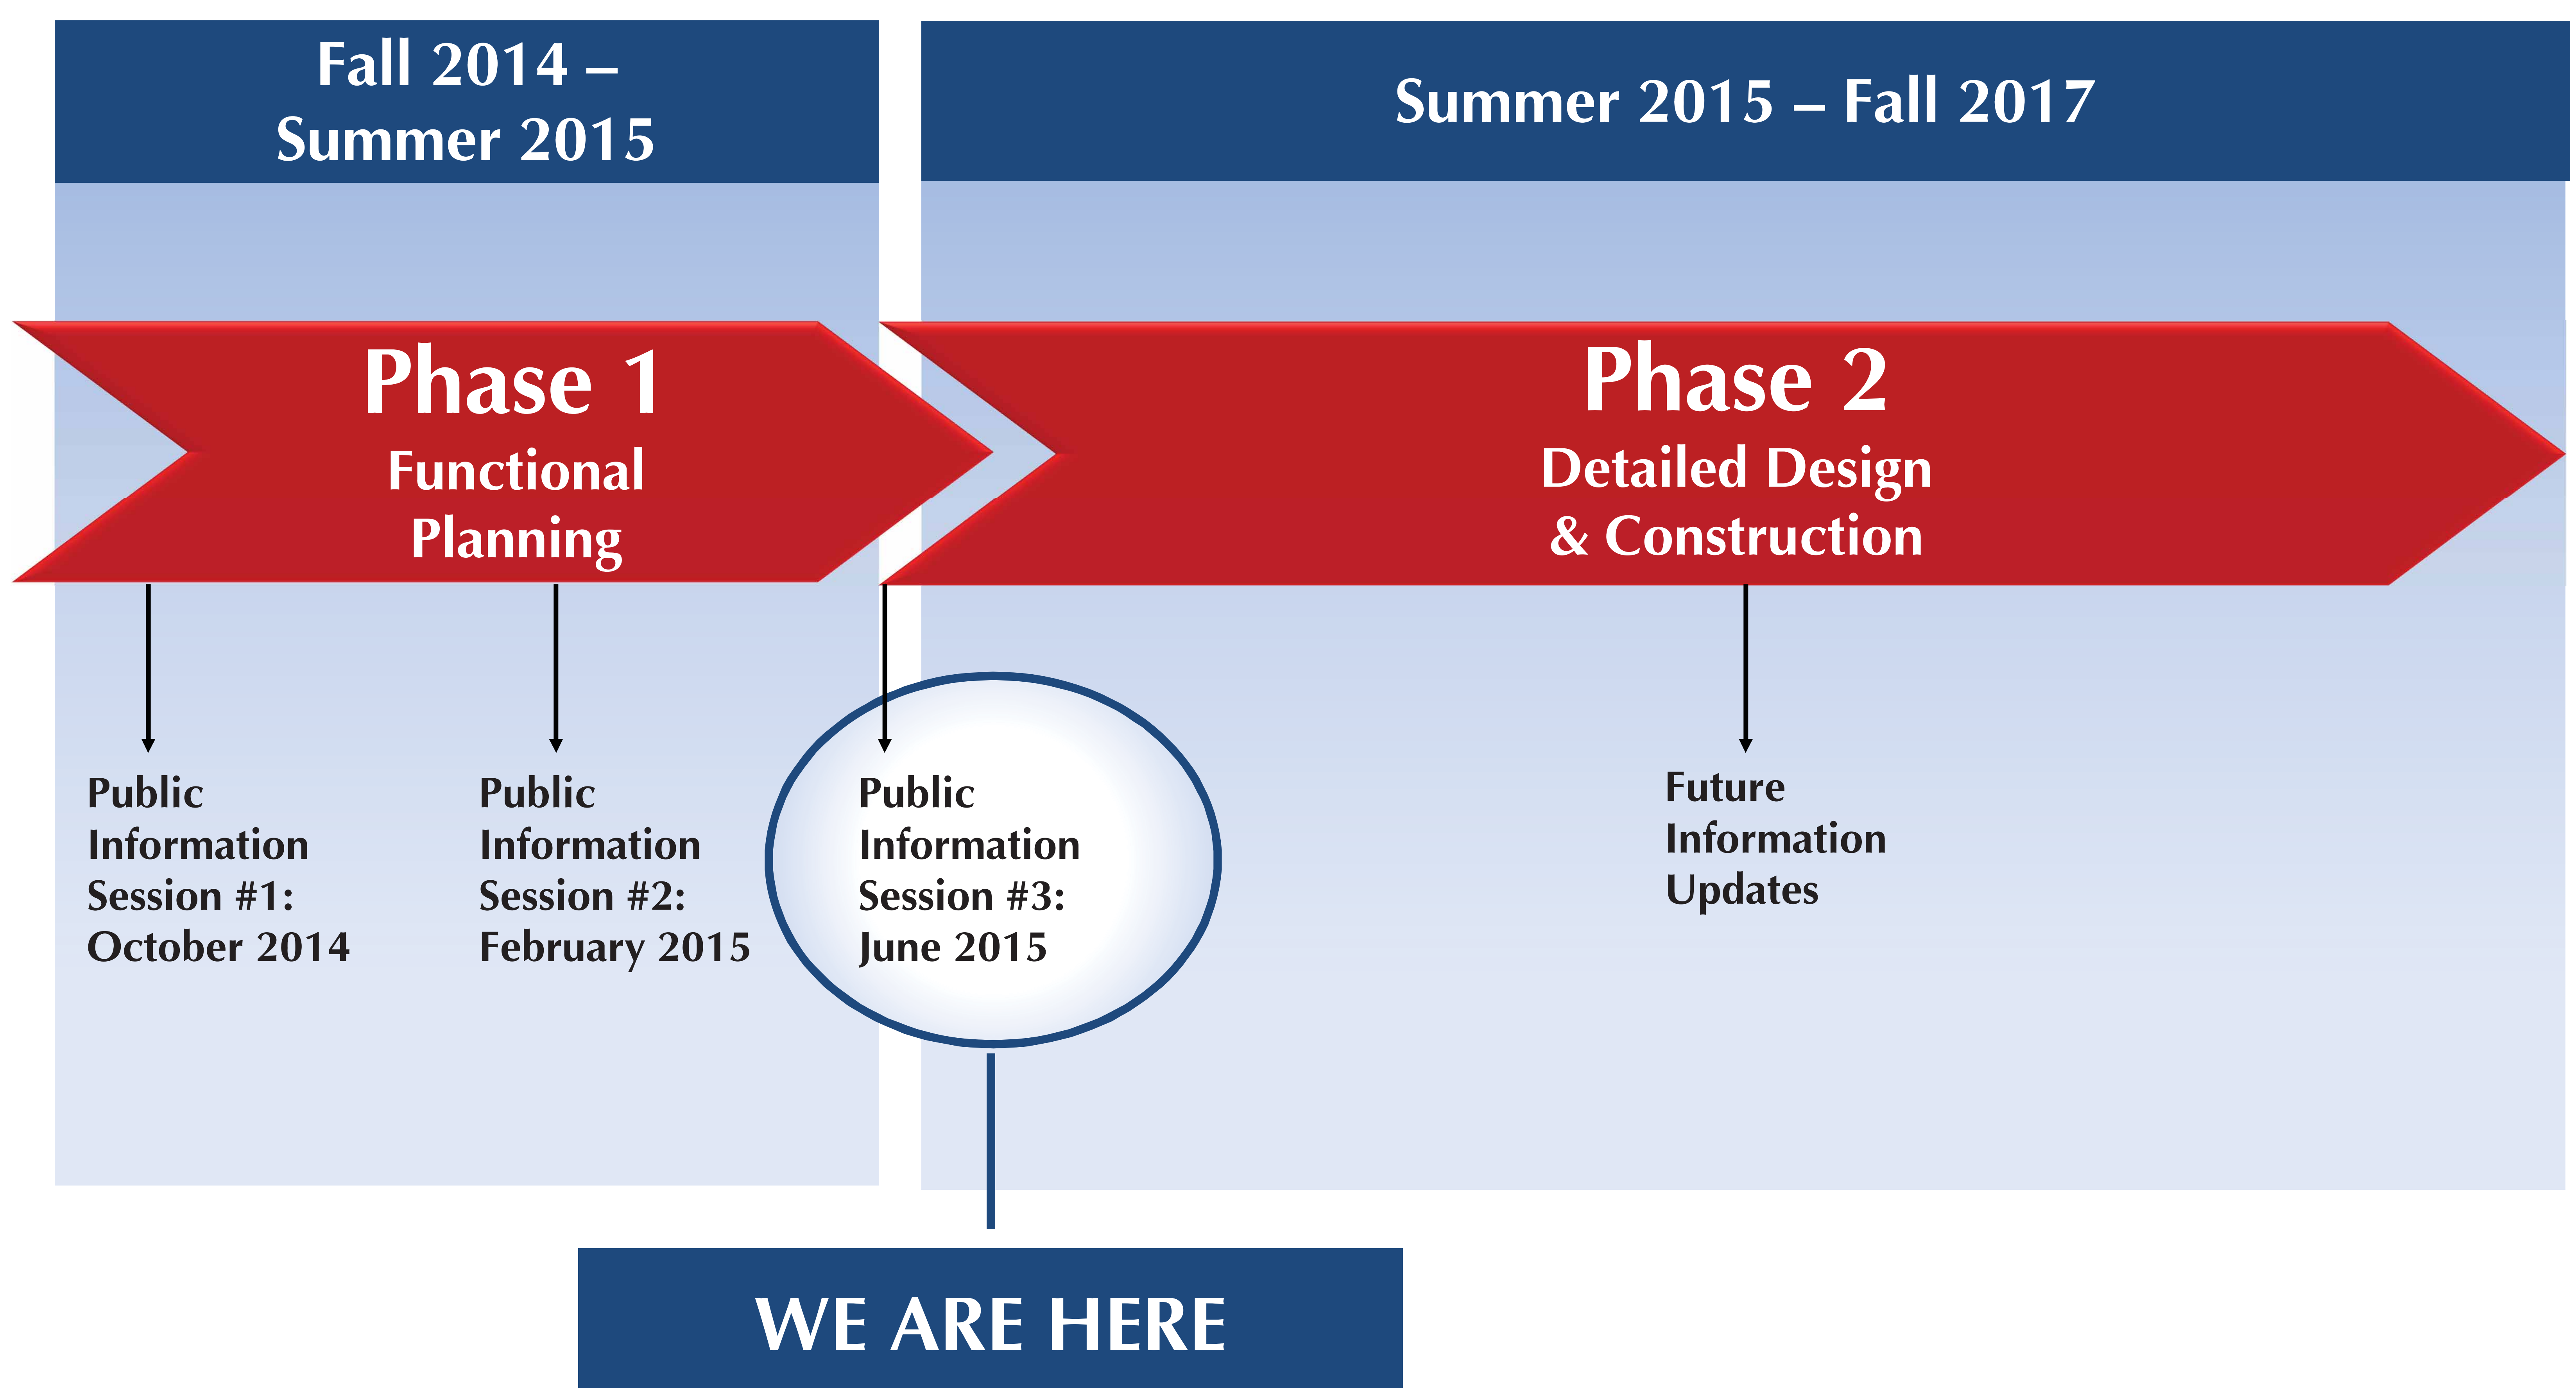 Fall 2014 –
Summer 2015
Summer 2015 – Fall 2017
Phase 1
Functional
Planning
Phase 2
Detailed Design
& Construction
Public
Information
Session #1:
October 2014
Public
Information
Session #2:
February 2015
Public
Information
Session #3:
June 2015
Future
Information
Updates
WE ARE HERE